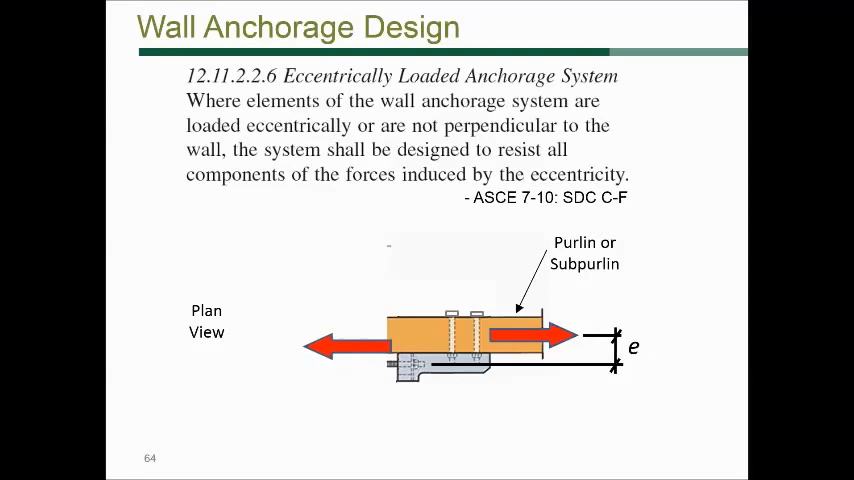 Wall Anchorage Design
12.11.2.2.6 Eccentrically Loaded Anchorage System
Where elements of the wall anchorage system are
loaded eccentrically or are not perpendicular to the
wall, the system shall be designed to resist all
components of the forces induced by the eccentricity.
- ASCE 7-10: SDC C-F
Purlin or
Subpurlin
Plan
View
e
64